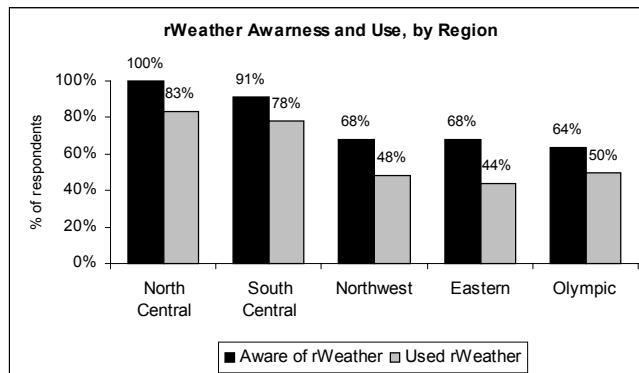 rWeather Awarness and Use, by Region
% of respondents
100%
80%
60%
40%
20%
0%
100%
83%
91%
78%
68%
48%
68%
44%
64%
50%
North
Central
South
Central
Northwest
Eastern
Olympic
Aware of rWeather
Used rWeather